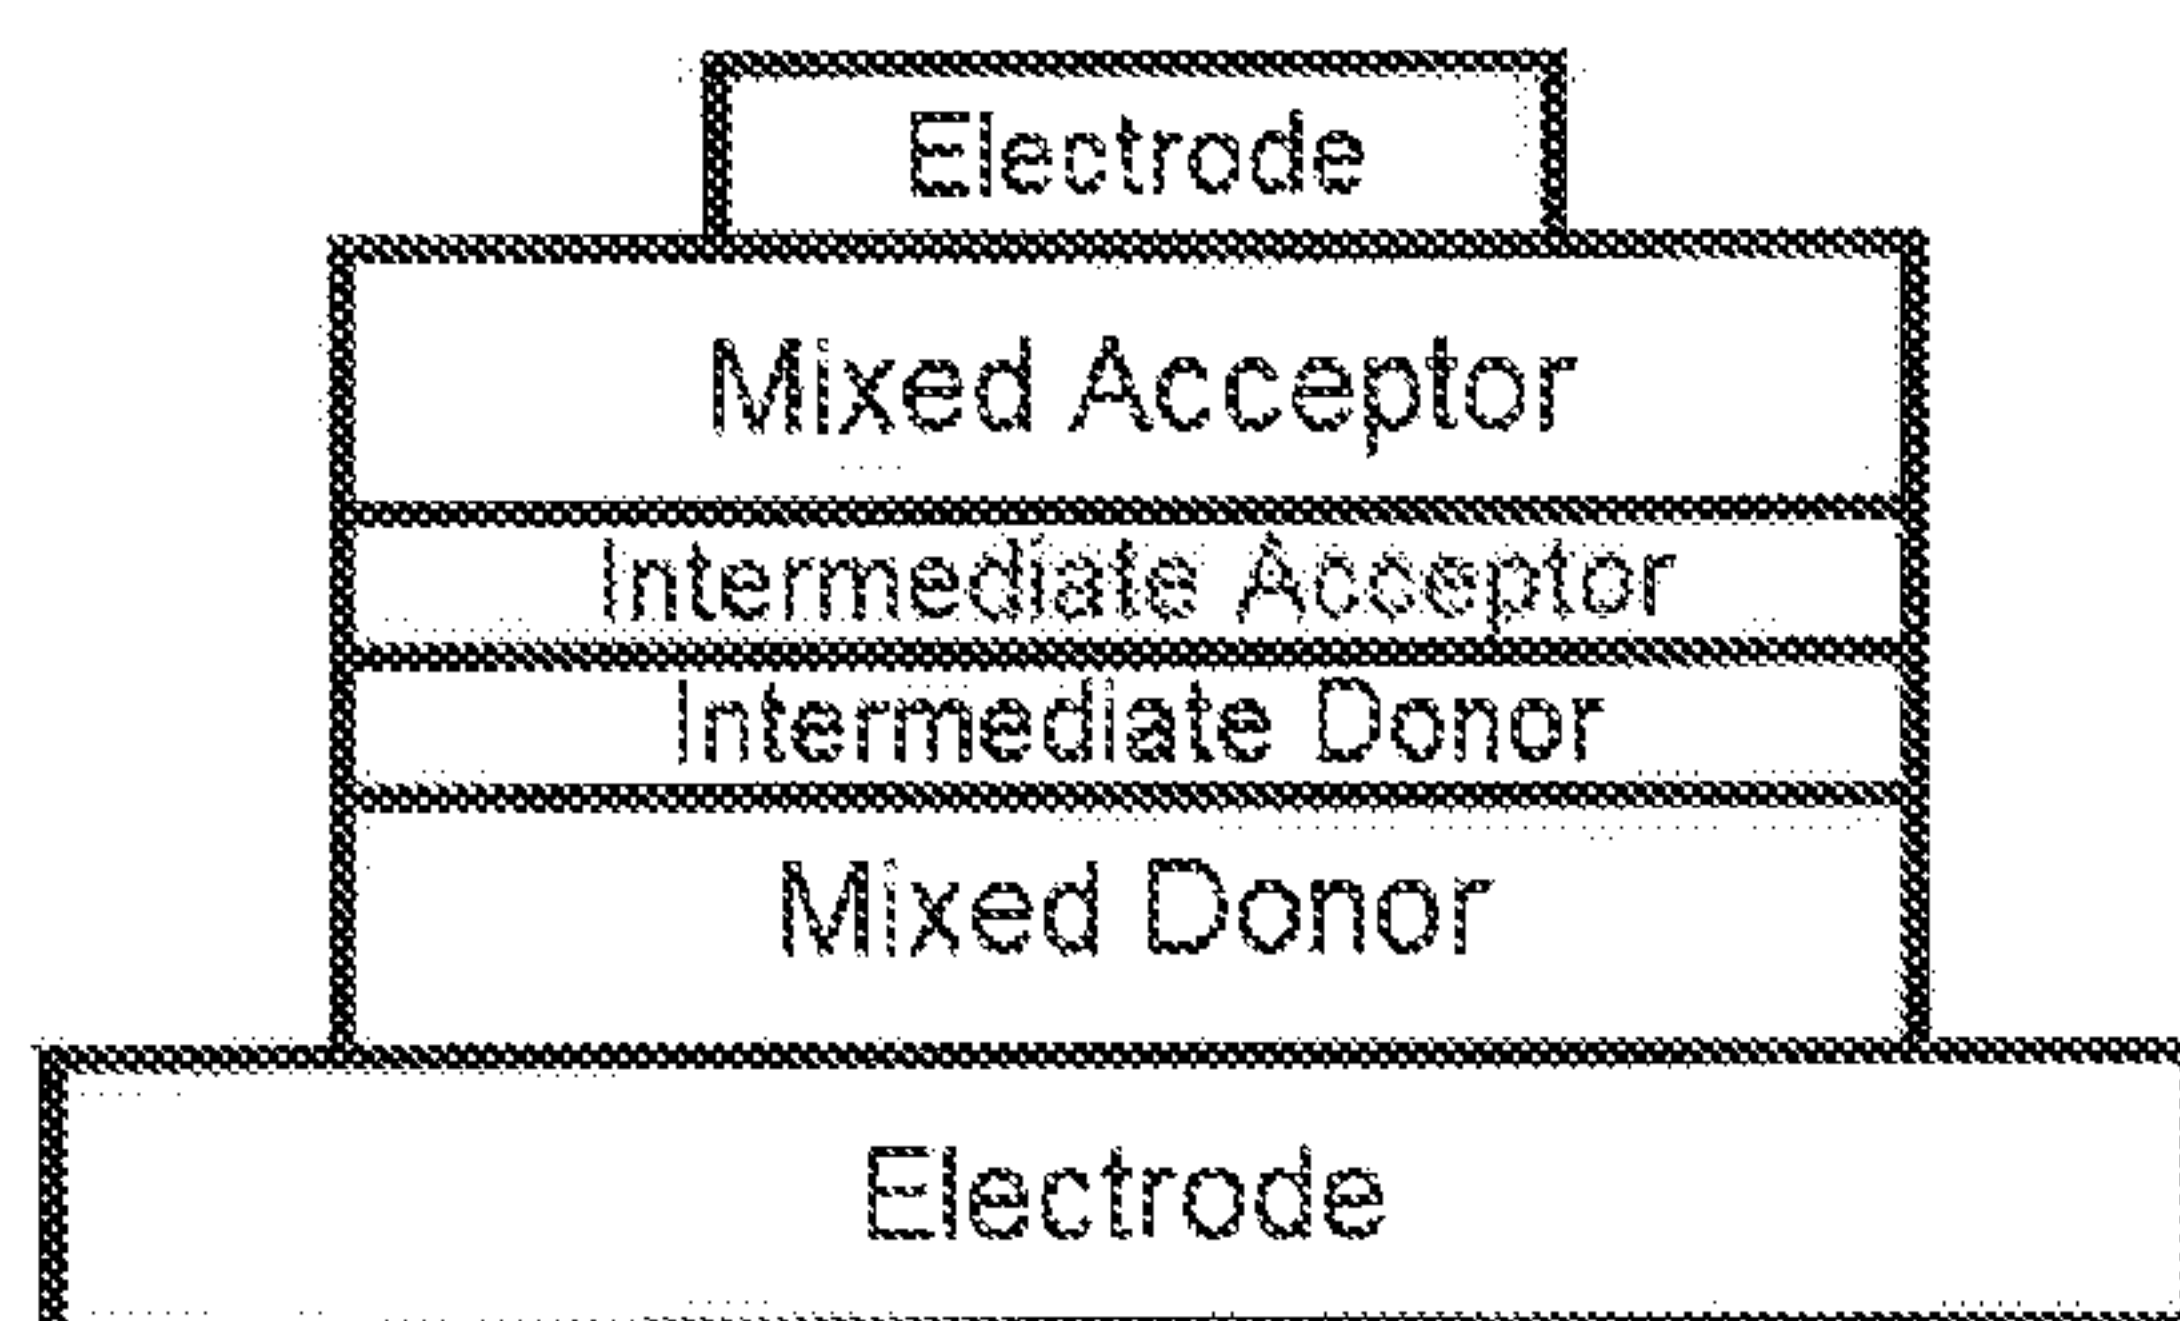 Electrode
Mixed Acceptor
Intermediate Acceptor
Intermediate Donor
Mixed Donor
Electrode